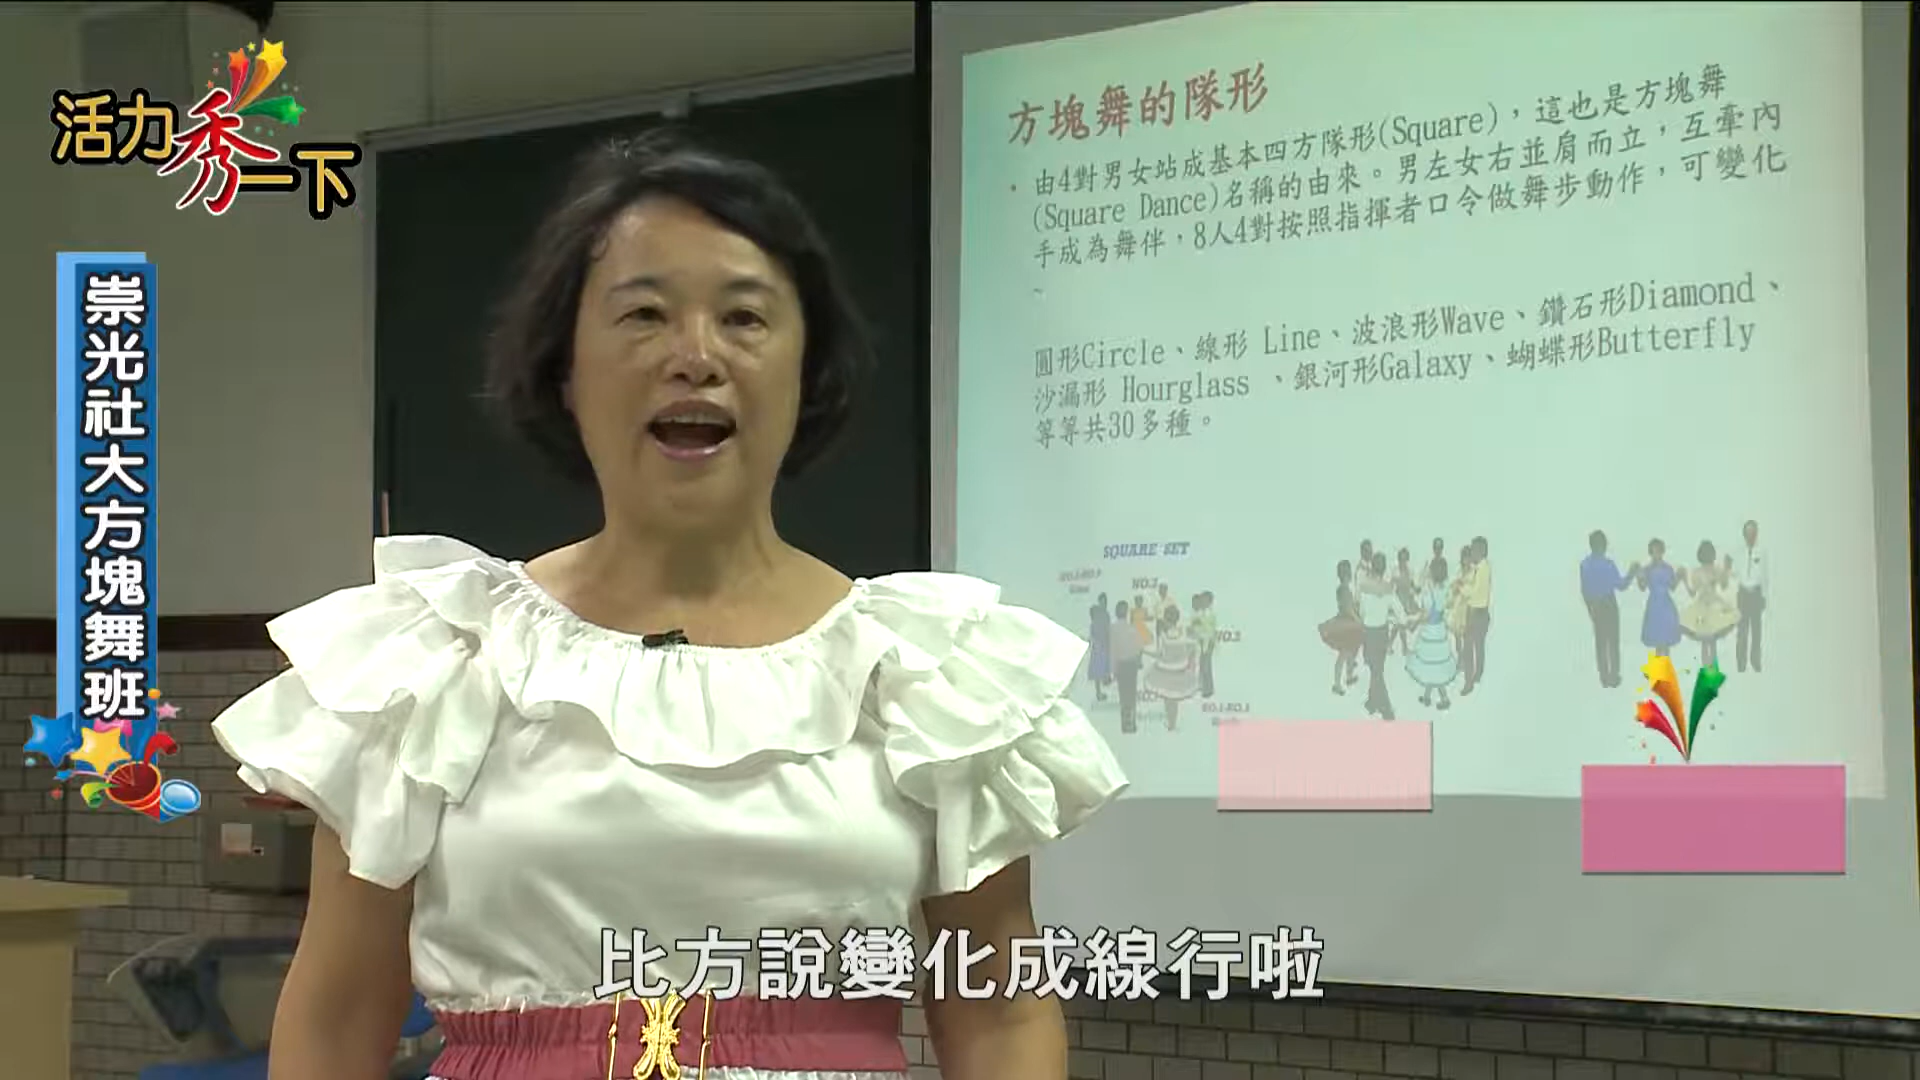 活力秀一下
崇光社大方塊舞班
方塊舞的隊形
• 由4對男女站成基本四方隊形(Square)，這也是方塊舞
(Square Dance)名稱的由來。男左女右並肩而立，互牽內
手成為舞伴，8人4對按照指揮者口令做舞步動作，可變化
~
圓形Circle、線形 Line、波浪形Wave、鑽石形Diamond、
沙漏形 Hourglass 、銀河形Galaxy、蝴蝶形Butterfly
等等共30多種。
SQUARE SET
NO.2
NO.3
比方說變化成線行啦